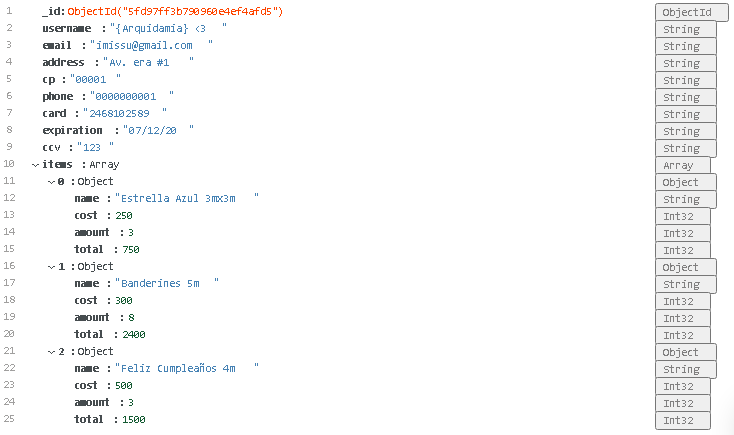 1 _id:ObjectId("5fd97ff3b790960e4ef4afd5") ObjectId
2 username :"{Arquidamia} <3 " String
3 email :"imissu@gmail.com " String
4 address :"Av. era #1 " String
5 cp :"00001 " String
6 phone :"0000000001 " String
7 card :"2468102589 " String
8 expiration :"07/12/20 " String
9 ccv :"123 " String
10 items :Array Array
11 0 :Object Object
12 name :"Estrella Azul 3mx3m " String
13 cost :250 Int32
14 amount :3 Int32
15 total :750 Int32
16 1 :Object Object
17 name :"Banderines 5m " String
18 cost :300 Int32
19 amount :8 Int32
20 total :2400 Int32
21 2 :Object Object
22 name :"Feliz Cumpleaños 4m " String
23 cost :500 Int32
24 amount :3 Int32
25 total :1500 Int32